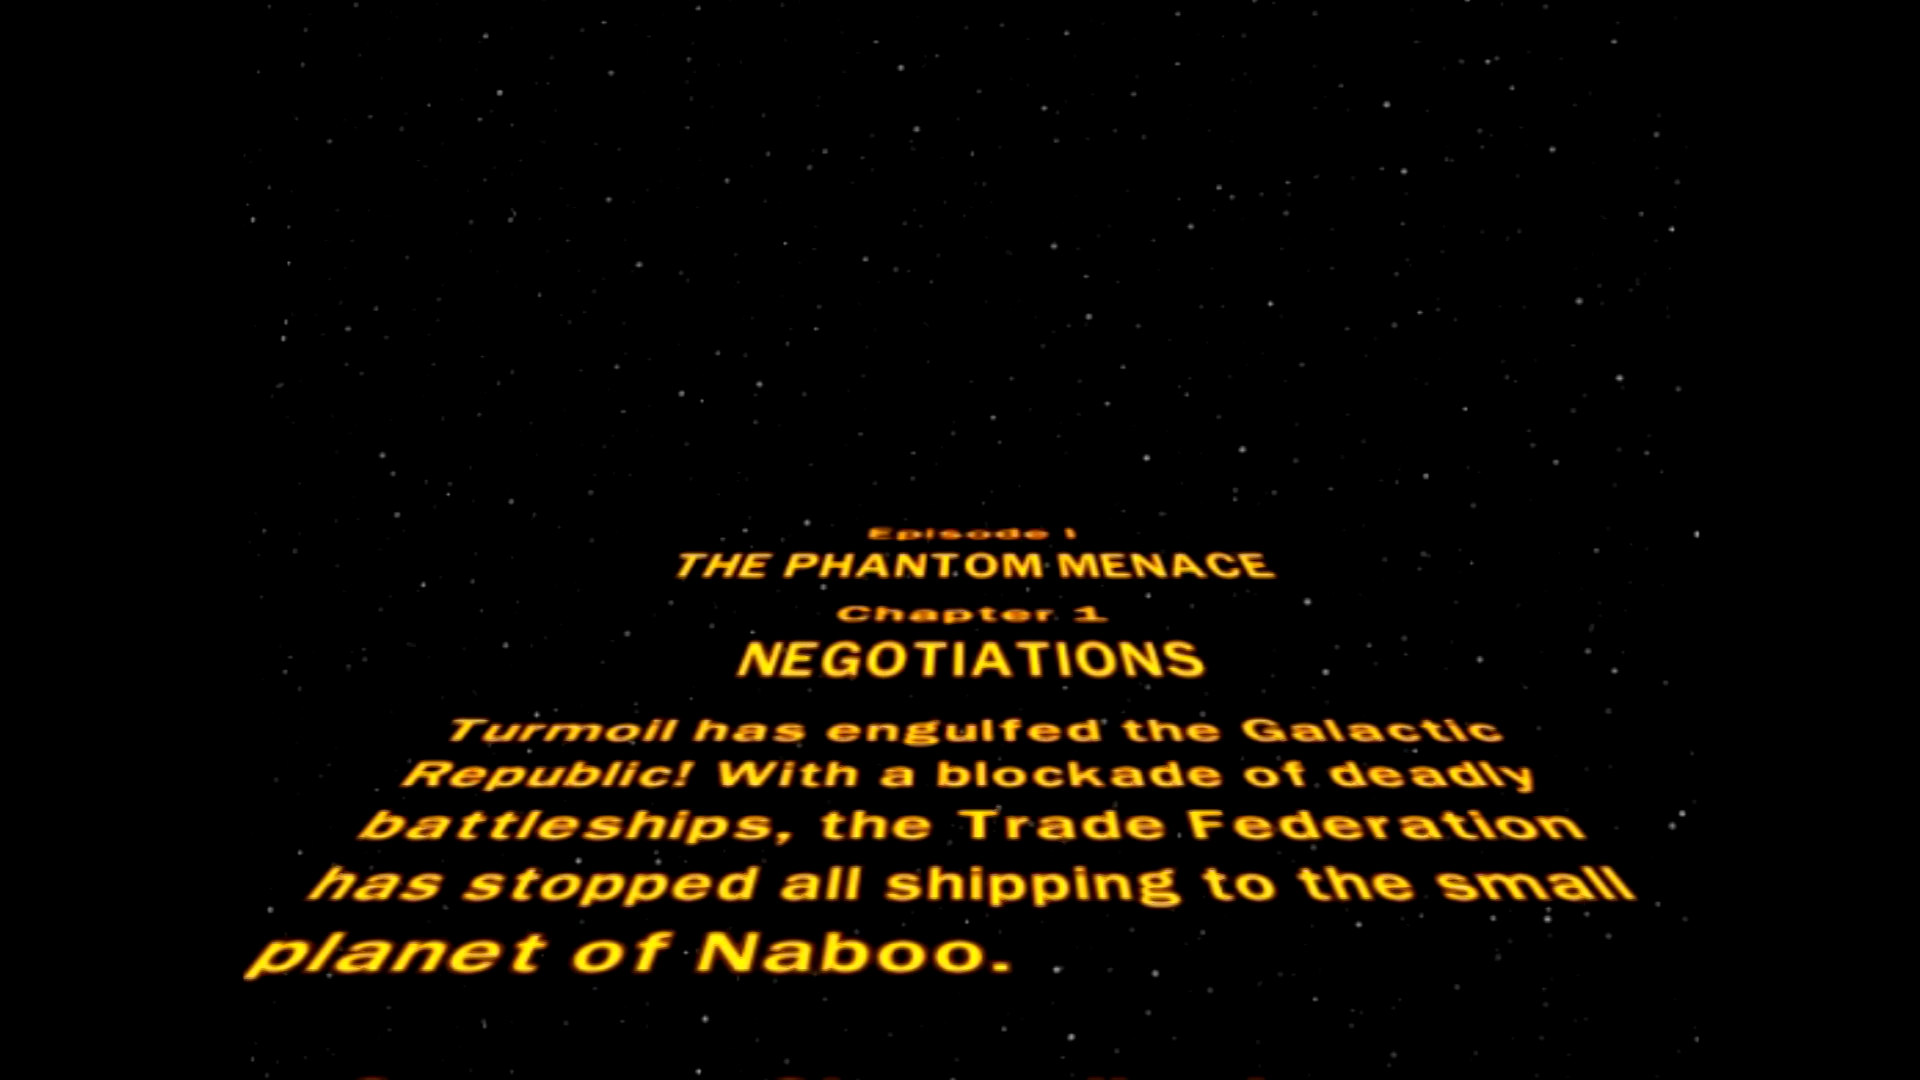 Episode I
THE PHANTOM MENACE
Chapter 1
NEGOTIATIONS
Turmoil has engulfed the Galactic
Republic! With a blockade of deadly
battleships, the Trade Federation
has stopped all shipping to the small
planet of Naboo.